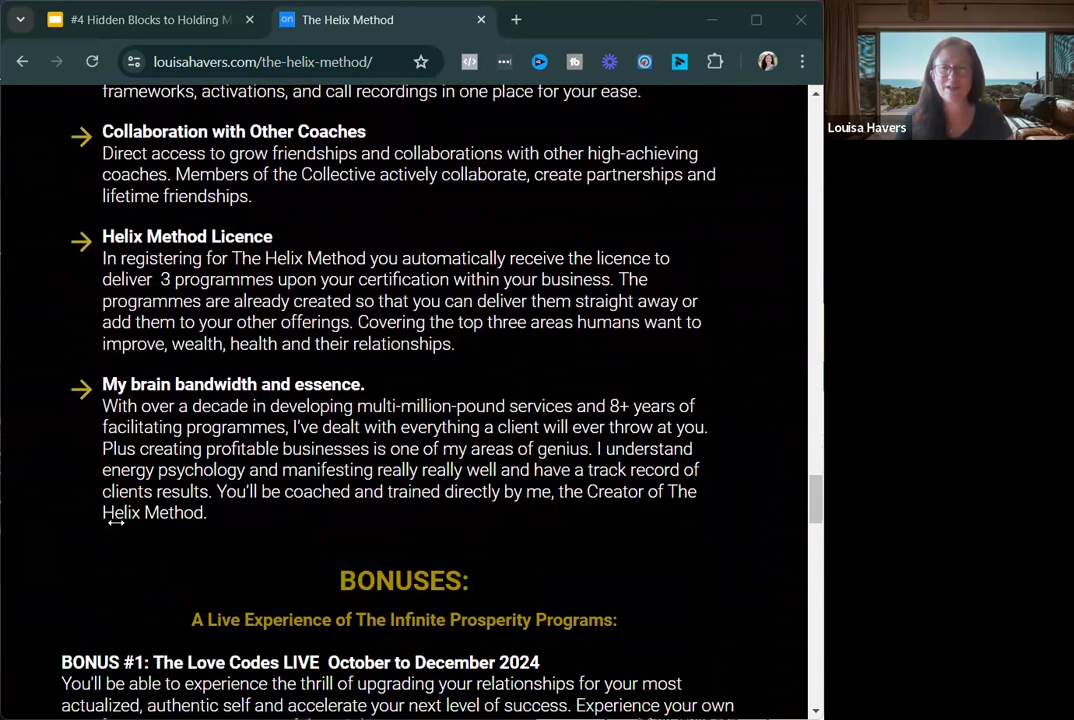 #4 Hidden Blocks to Holding M
The Helix Method
louisahavers.com/the-helix-method/
Louisa Havers
frameworks, activations, and call recordings in one place for your ease.
Collaboration with Other Coaches
Direct access to grow friendships and collaborations with other high-achieving
coaches. Members of the Collective actively collaborate, create partnerships and
lifetime friendships.
Helix Method Licence
In registering for The Helix Method you automatically receive the licence to
deliver 3 programmes upon your certification within your business. The
programmes are already created so that you can deliver them straight away or
add them to your other offerings. Covering the top three areas humans want to
improve, wealth, health and their relationships.
My brain bandwidth and essence.
With over a decade in developing multi-million-pound services and 8+ years of
facilitating programmes, I've dealt with everything a client will ever throw at you.
Plus creating profitable businesses is one of my areas of genius. I understand
energy psychology and manifesting really really well and have a track record of
clients results. You'll be coached and trained directly by me, the Creator of The
Helix Method.
BONUSES:
A Live Experience of The Infinite Prosperity Programs:
BONUS #1: The Love Codes LIVE October to December 2024
You'll be able to experience the thrill of upgrading your relationships for your most
actualized, authentic self and accelerate your next level of success. Experience your own